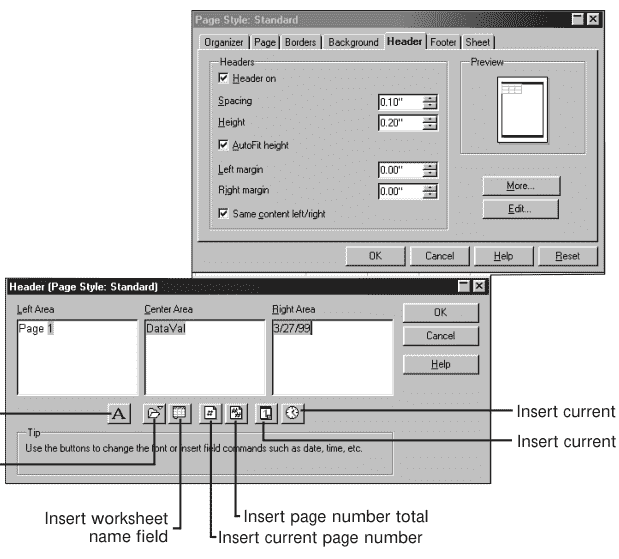 Page Style: Standard
Organizer Page Borders Background Header Footer Sheet
Headers
Header on
Spacing 0.10"
Height 0.20"
AutoFit height
Left margin 0.00"
Right margin 0.00"
Same content left/right
Preview
More...
Edit...
OK Cancel Help Reset
Header (Page Style: Standard)
Left Area Center Area Right Area
Page 1 DataVal 3/27/99
OK
Cancel
Help
A
Tip
Use the buttons to change the font or insert field commands such as date, time, etc.
Insert current
Insert current
Insert worksheet
name field
Insert page number total
Insert current page number